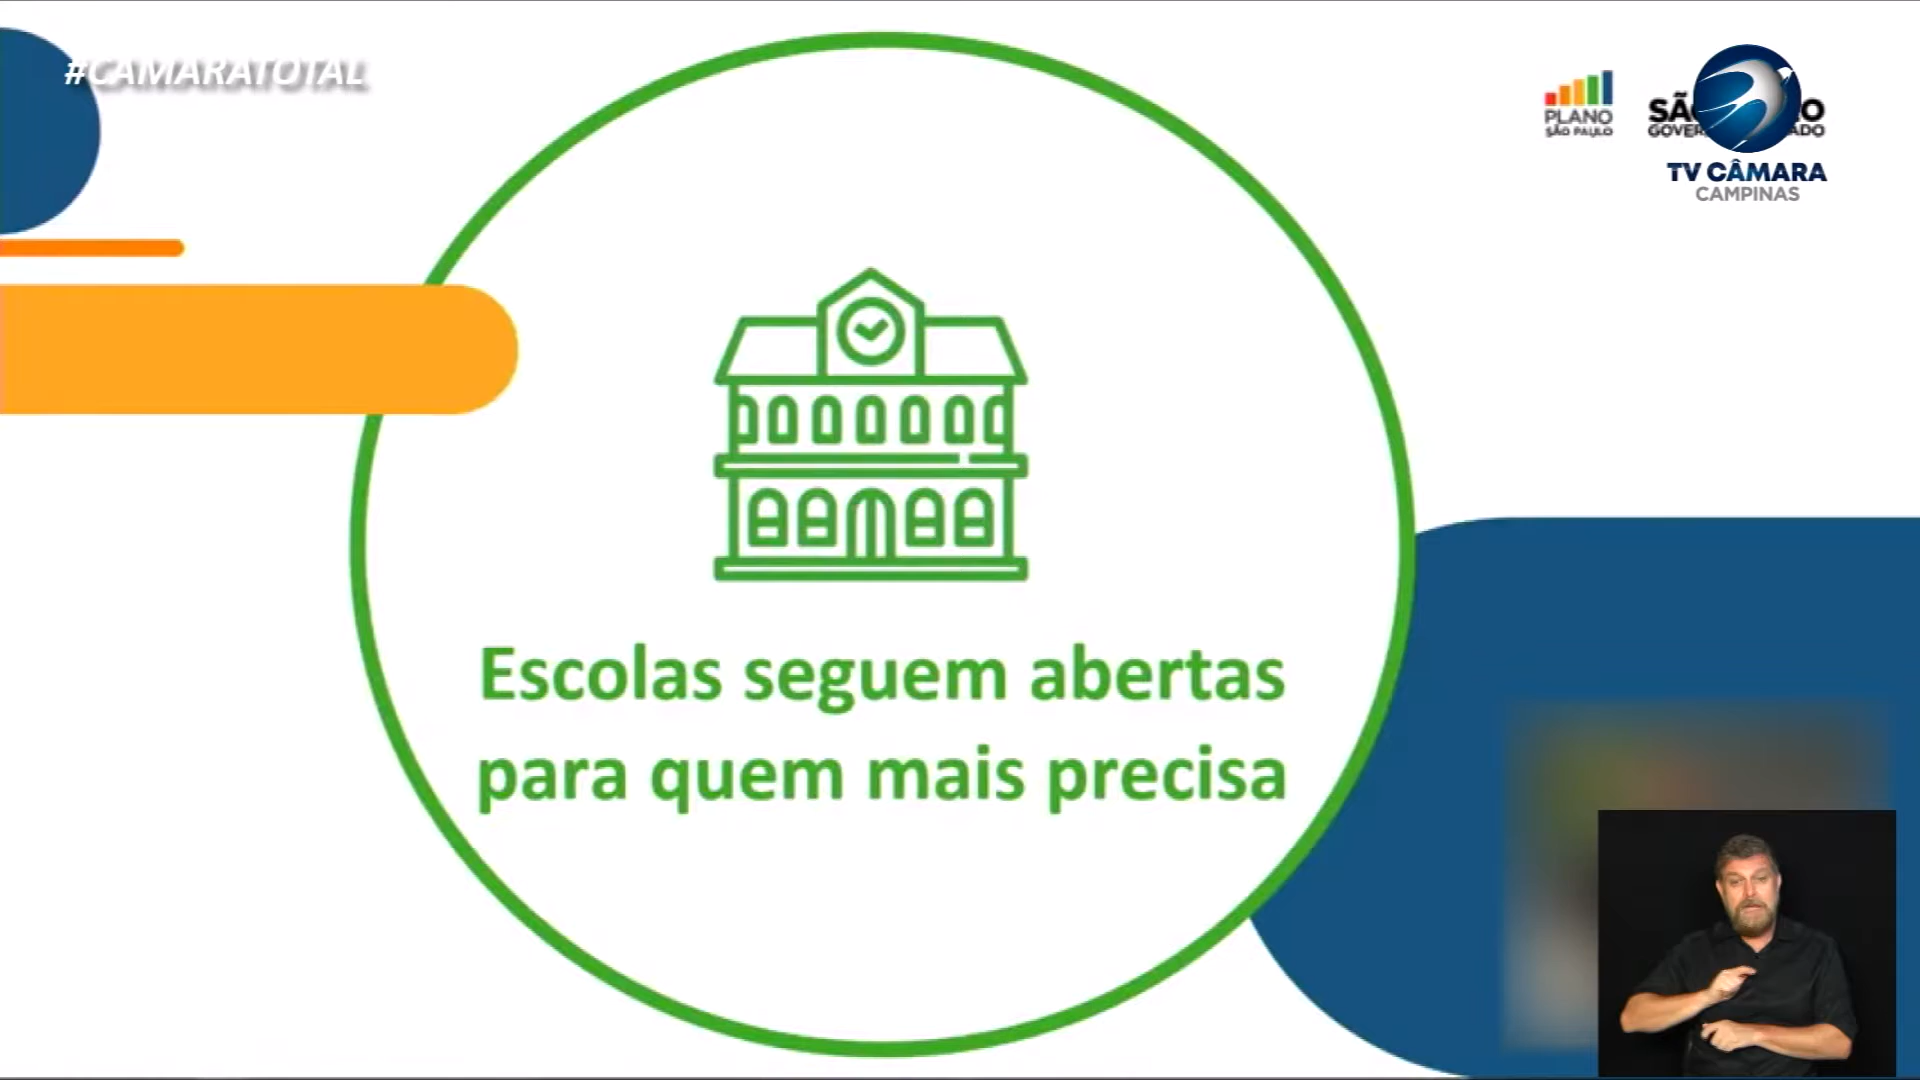 #CAMARATOTAL
PLANO
SÃO PAULO
TV CÂMARA
CAMPINAS
Escolas seguem abertas
para quem mais precisa